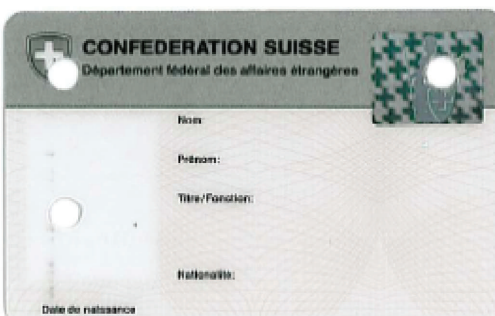 CONFEDERATION SUISSE
Département fédéral des affaires étrangères
Nom:
Prénom:
Titre/Fonction:
Nationalité:
Date de naissance